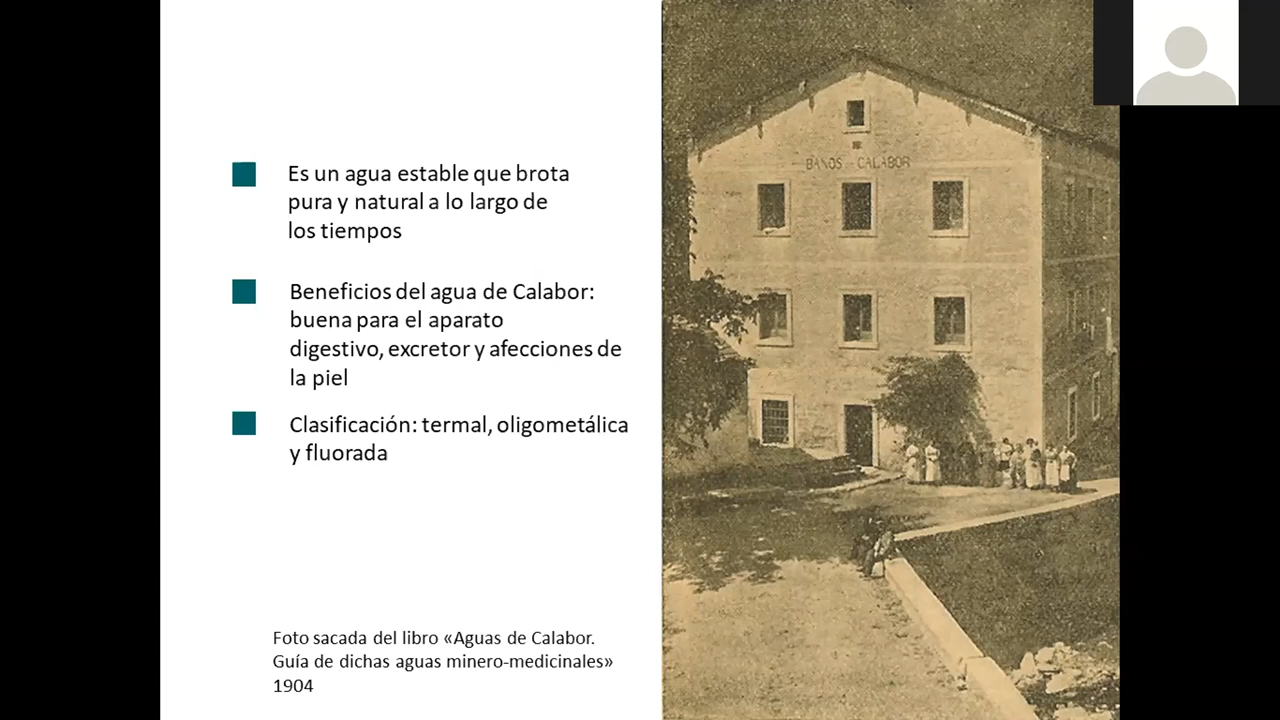 Es un agua estable que brota
pura y natural a lo largo de
los tiempos
Beneficios del agua de Calabor:
buena para el aparato
digestivo, excretor y afecciones de
la piel
Clasificación: termal, oligometálica
y fluorada
Foto sacada del libro «Aguas de Calabor.
Guía de dichas aguas minero-medicinales»
1904
BAÑOS - CALABOR